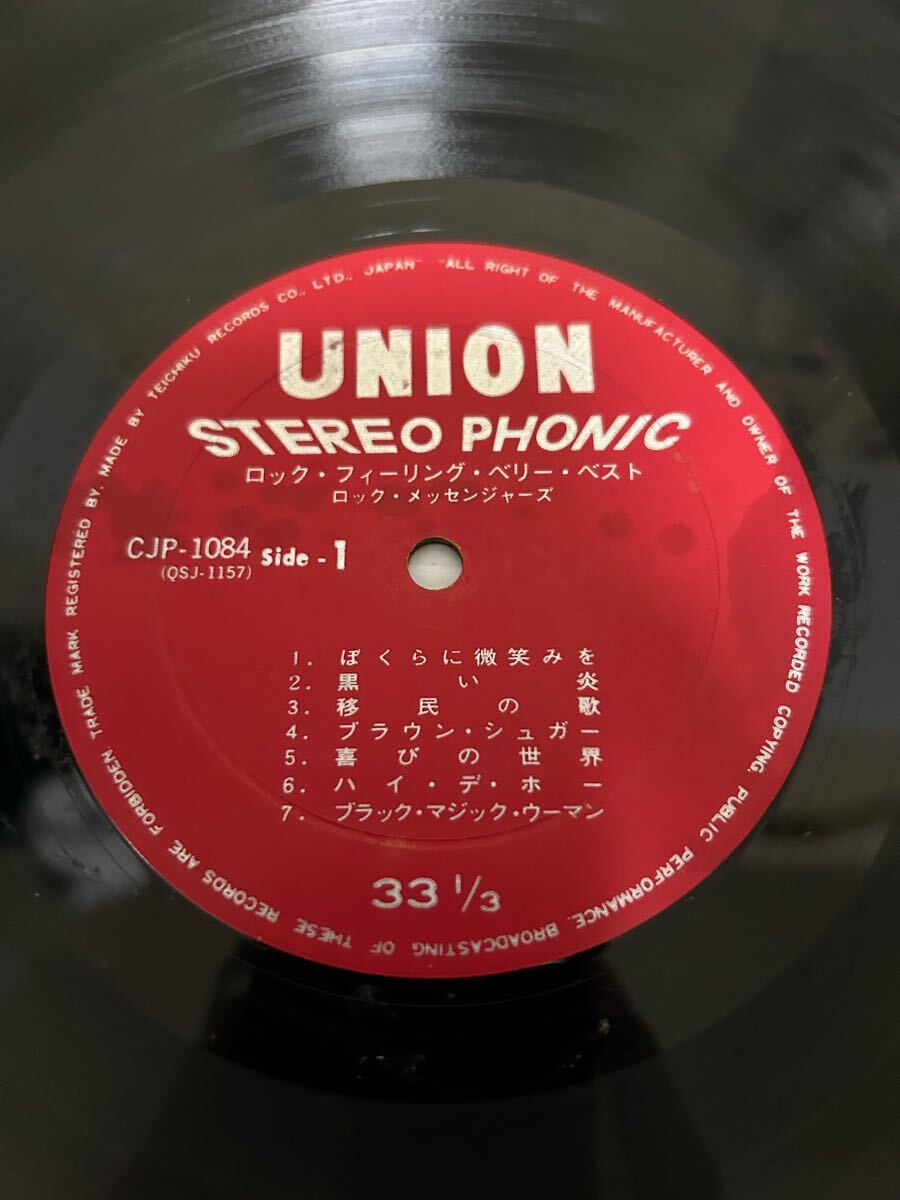 TRADE MARK REGISTERED BY, MADE BY TEICHIKU RECORDS CO., LTD., JAPAN" "ALL RIGHT OF THE MANUFACTURER AND OWNER OF THE WORK RECORDED COPYING, PUBLIC PERFORMANCE, BROADCASTING OF THESE RECORDS ARE FORBIDDEN.
UNION
STEREO PHONIC
ロック・フィーリング・ベリー・ベスト
ロック・メッセンジャーズ
CJP-1084 Side - 1
(QSJ-1157)
1. ぼくらに微笑みを
2. 黒い炎
3. 移民の歌
4. ブラウン・シュガー
5. 喜びの世界
6. ハイ・デ・ホー
7. ブラック・マジック・ウーマン
33 1/3